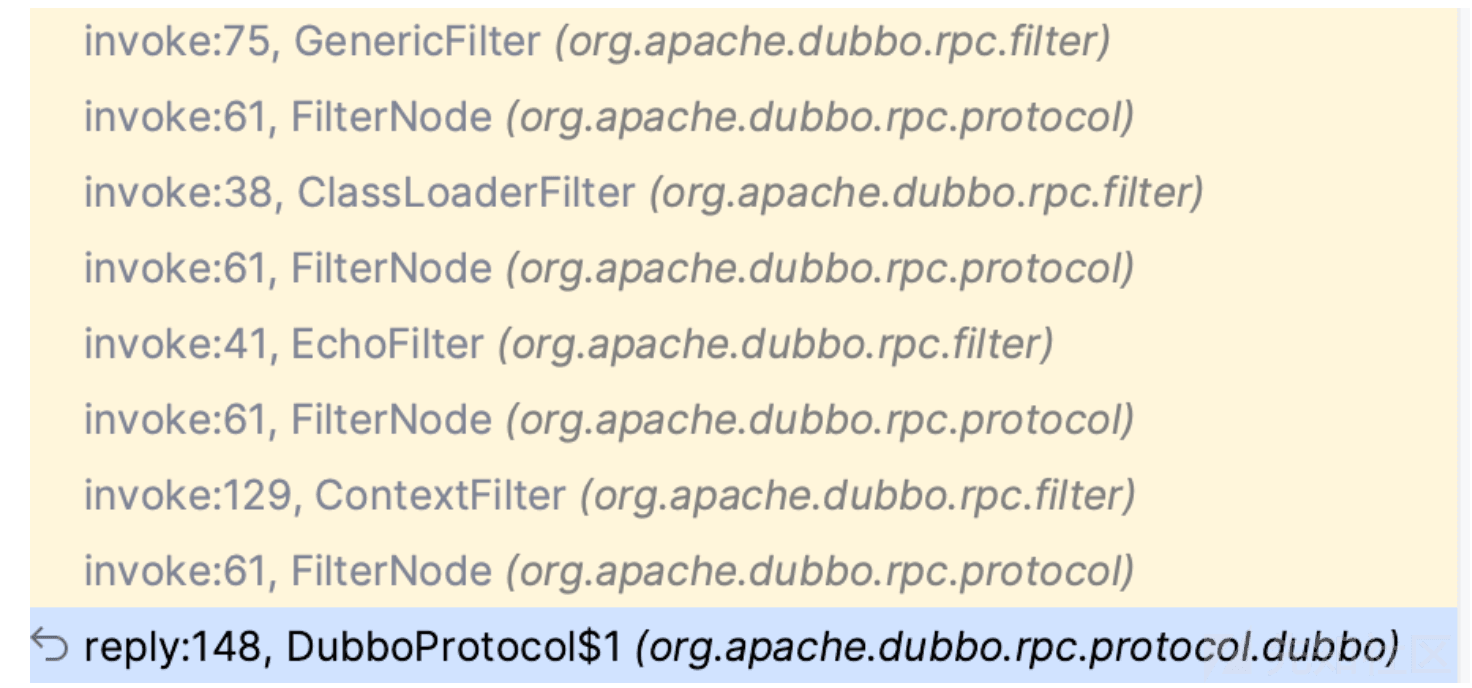 invoke:75, GenericFilter (org.apache.dubbo.rpc.filter)
invoke:61, FilterNode (org.apache.dubbo.rpc.protocol)
invoke:38, ClassLoaderFilter (org.apache.dubbo.rpc.filter)
invoke:61, FilterNode (org.apache.dubbo.rpc.protocol)
invoke:41, EchoFilter (org.apache.dubbo.rpc.filter)
invoke:61, FilterNode (org.apache.dubbo.rpc.protocol)
invoke:129, ContextFilter (org.apache.dubbo.rpc.filter)
invoke:61, FilterNode (org.apache.dubbo.rpc.protocol)
reply:148, DubboProtocol$1 (org.apache.dubbo.rpc.protocol.dubbo)